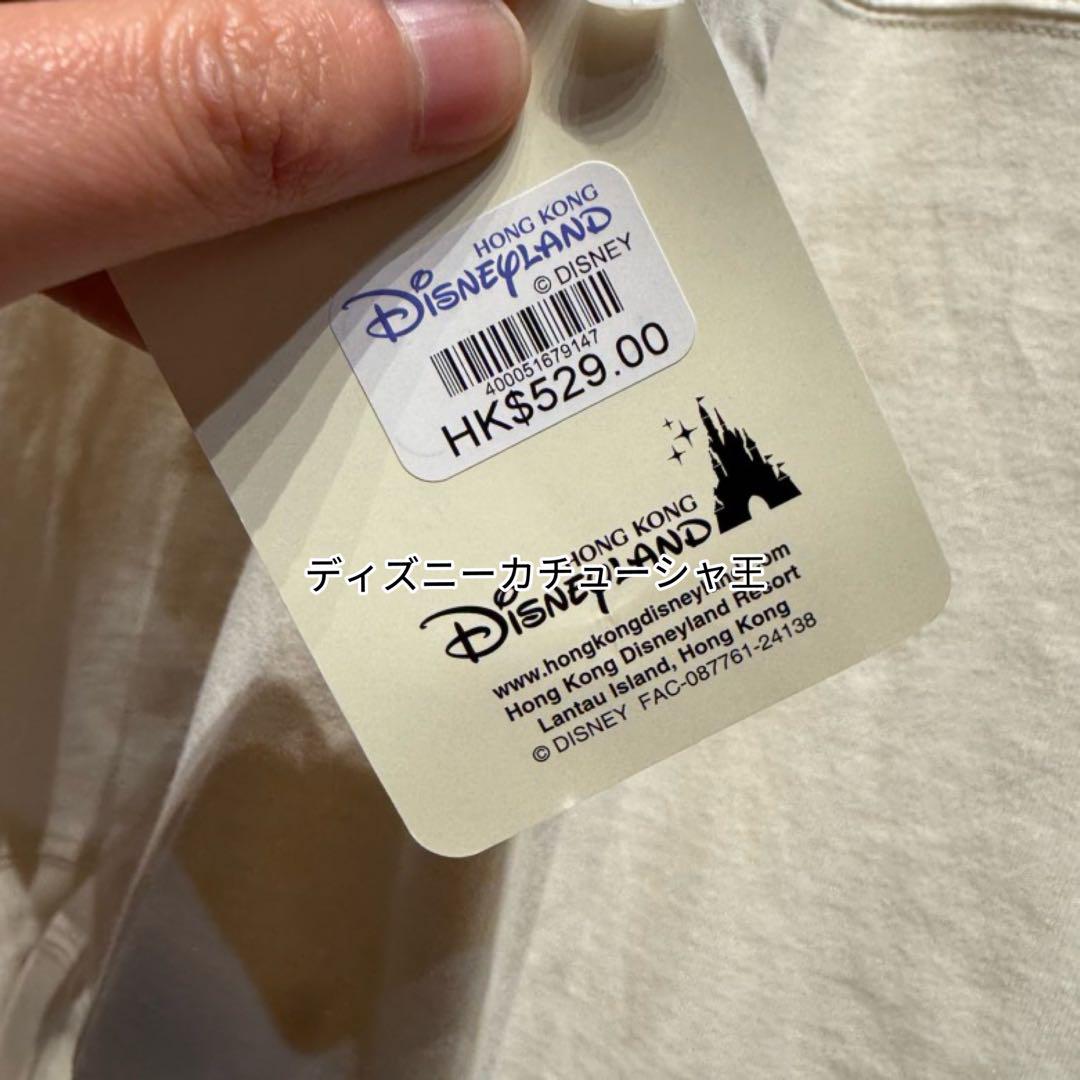 HONG KONG
DISNEYLAND
© DISNEY
400051679147
HK$529.00
HONG KONG
DISNEYLAND
ディズニーカチューシャ王
www.hongkongdisneyland.com
Hong Kong Disneyland Resort
Lantau Island, Hong Kong
© DISNEY FAC-087761-24138